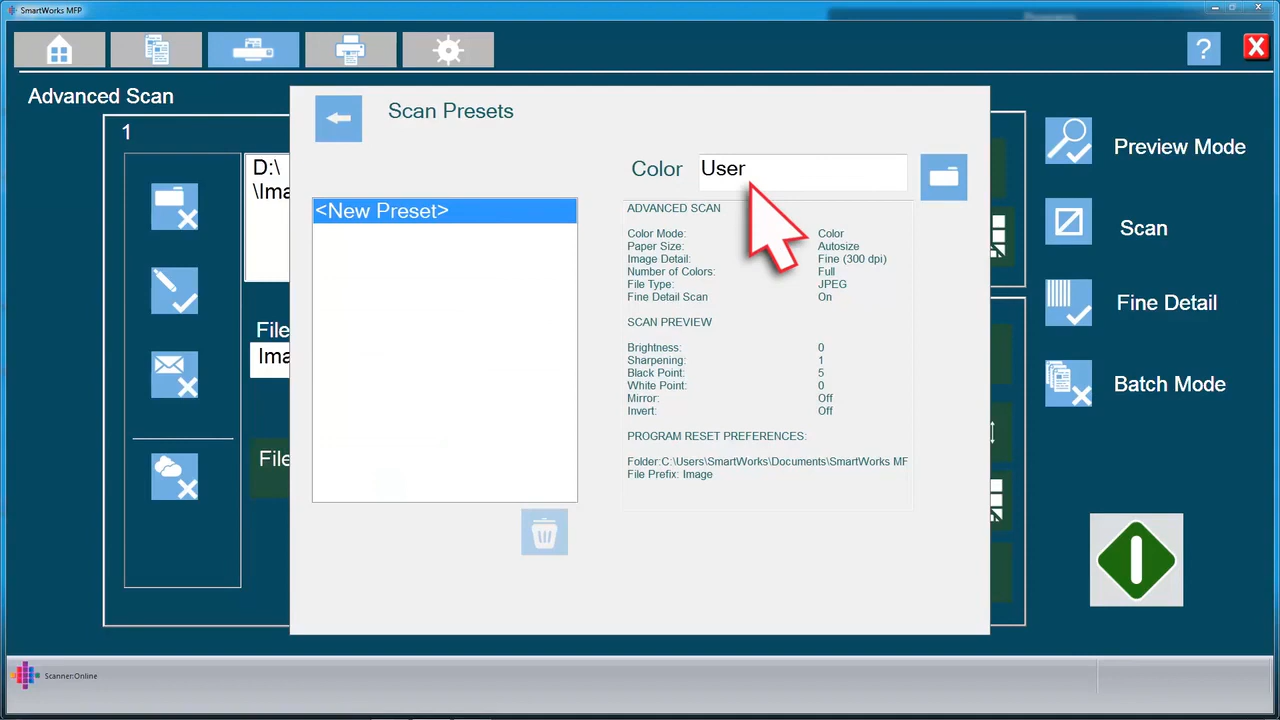 SmartWorks MFP
?
X
Advanced Scan
1
D:\
\Ima
File
Ima
File
Scan Presets
<New Preset>
Color User
ADVANCED SCAN
Color Mode: Color
Paper Size: Autosize
Image Detail: Fine (300 dpi)
Number of Colors: Full
File Type: JPEG
Fine Detail Scan On
SCAN PREVIEW
Brightness: 0
Sharpening: 1
Black Point: 5
White Point: 0
Mirror: Off
Invert: Off
PROGRAM RESET PREFERENCES:
Folder:C:\Users\SmartWorks\Documents\SmartWorks MF
File Prefix: Image
Preview Mode
Scan
Fine Detail
Batch Mode
Scanner:Online